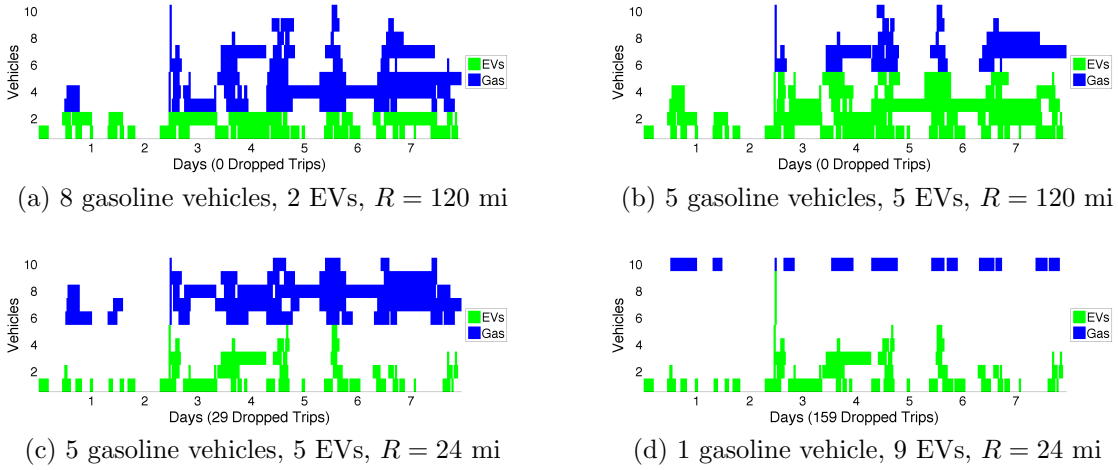 10
8
6
4
2
Vehicles
EVs
Gas
1 2 3 4 5 6 7
Days (0 Dropped Trips)
(a) 8 gasoline vehicles, 2 EVs, R = 120 mi
10
8
6
4
2
Vehicles
EVs
Gas
1 2 3 4 5 6 7
Days (0 Dropped Trips)
(b) 5 gasoline vehicles, 5 EVs, R = 120 mi
10
8
6
4
2
Vehicles
EVs
Gas
1 2 3 4 5 6 7
Days (29 Dropped Trips)
(c) 5 gasoline vehicles, 5 EVs, R = 24 mi
10
8
6
4
2
Vehicles
EVs
Gas
1 2 3 4 5 6 7
Days (159 Dropped Trips)
(d) 1 gasoline vehicle, 9 EVs, R = 24 mi